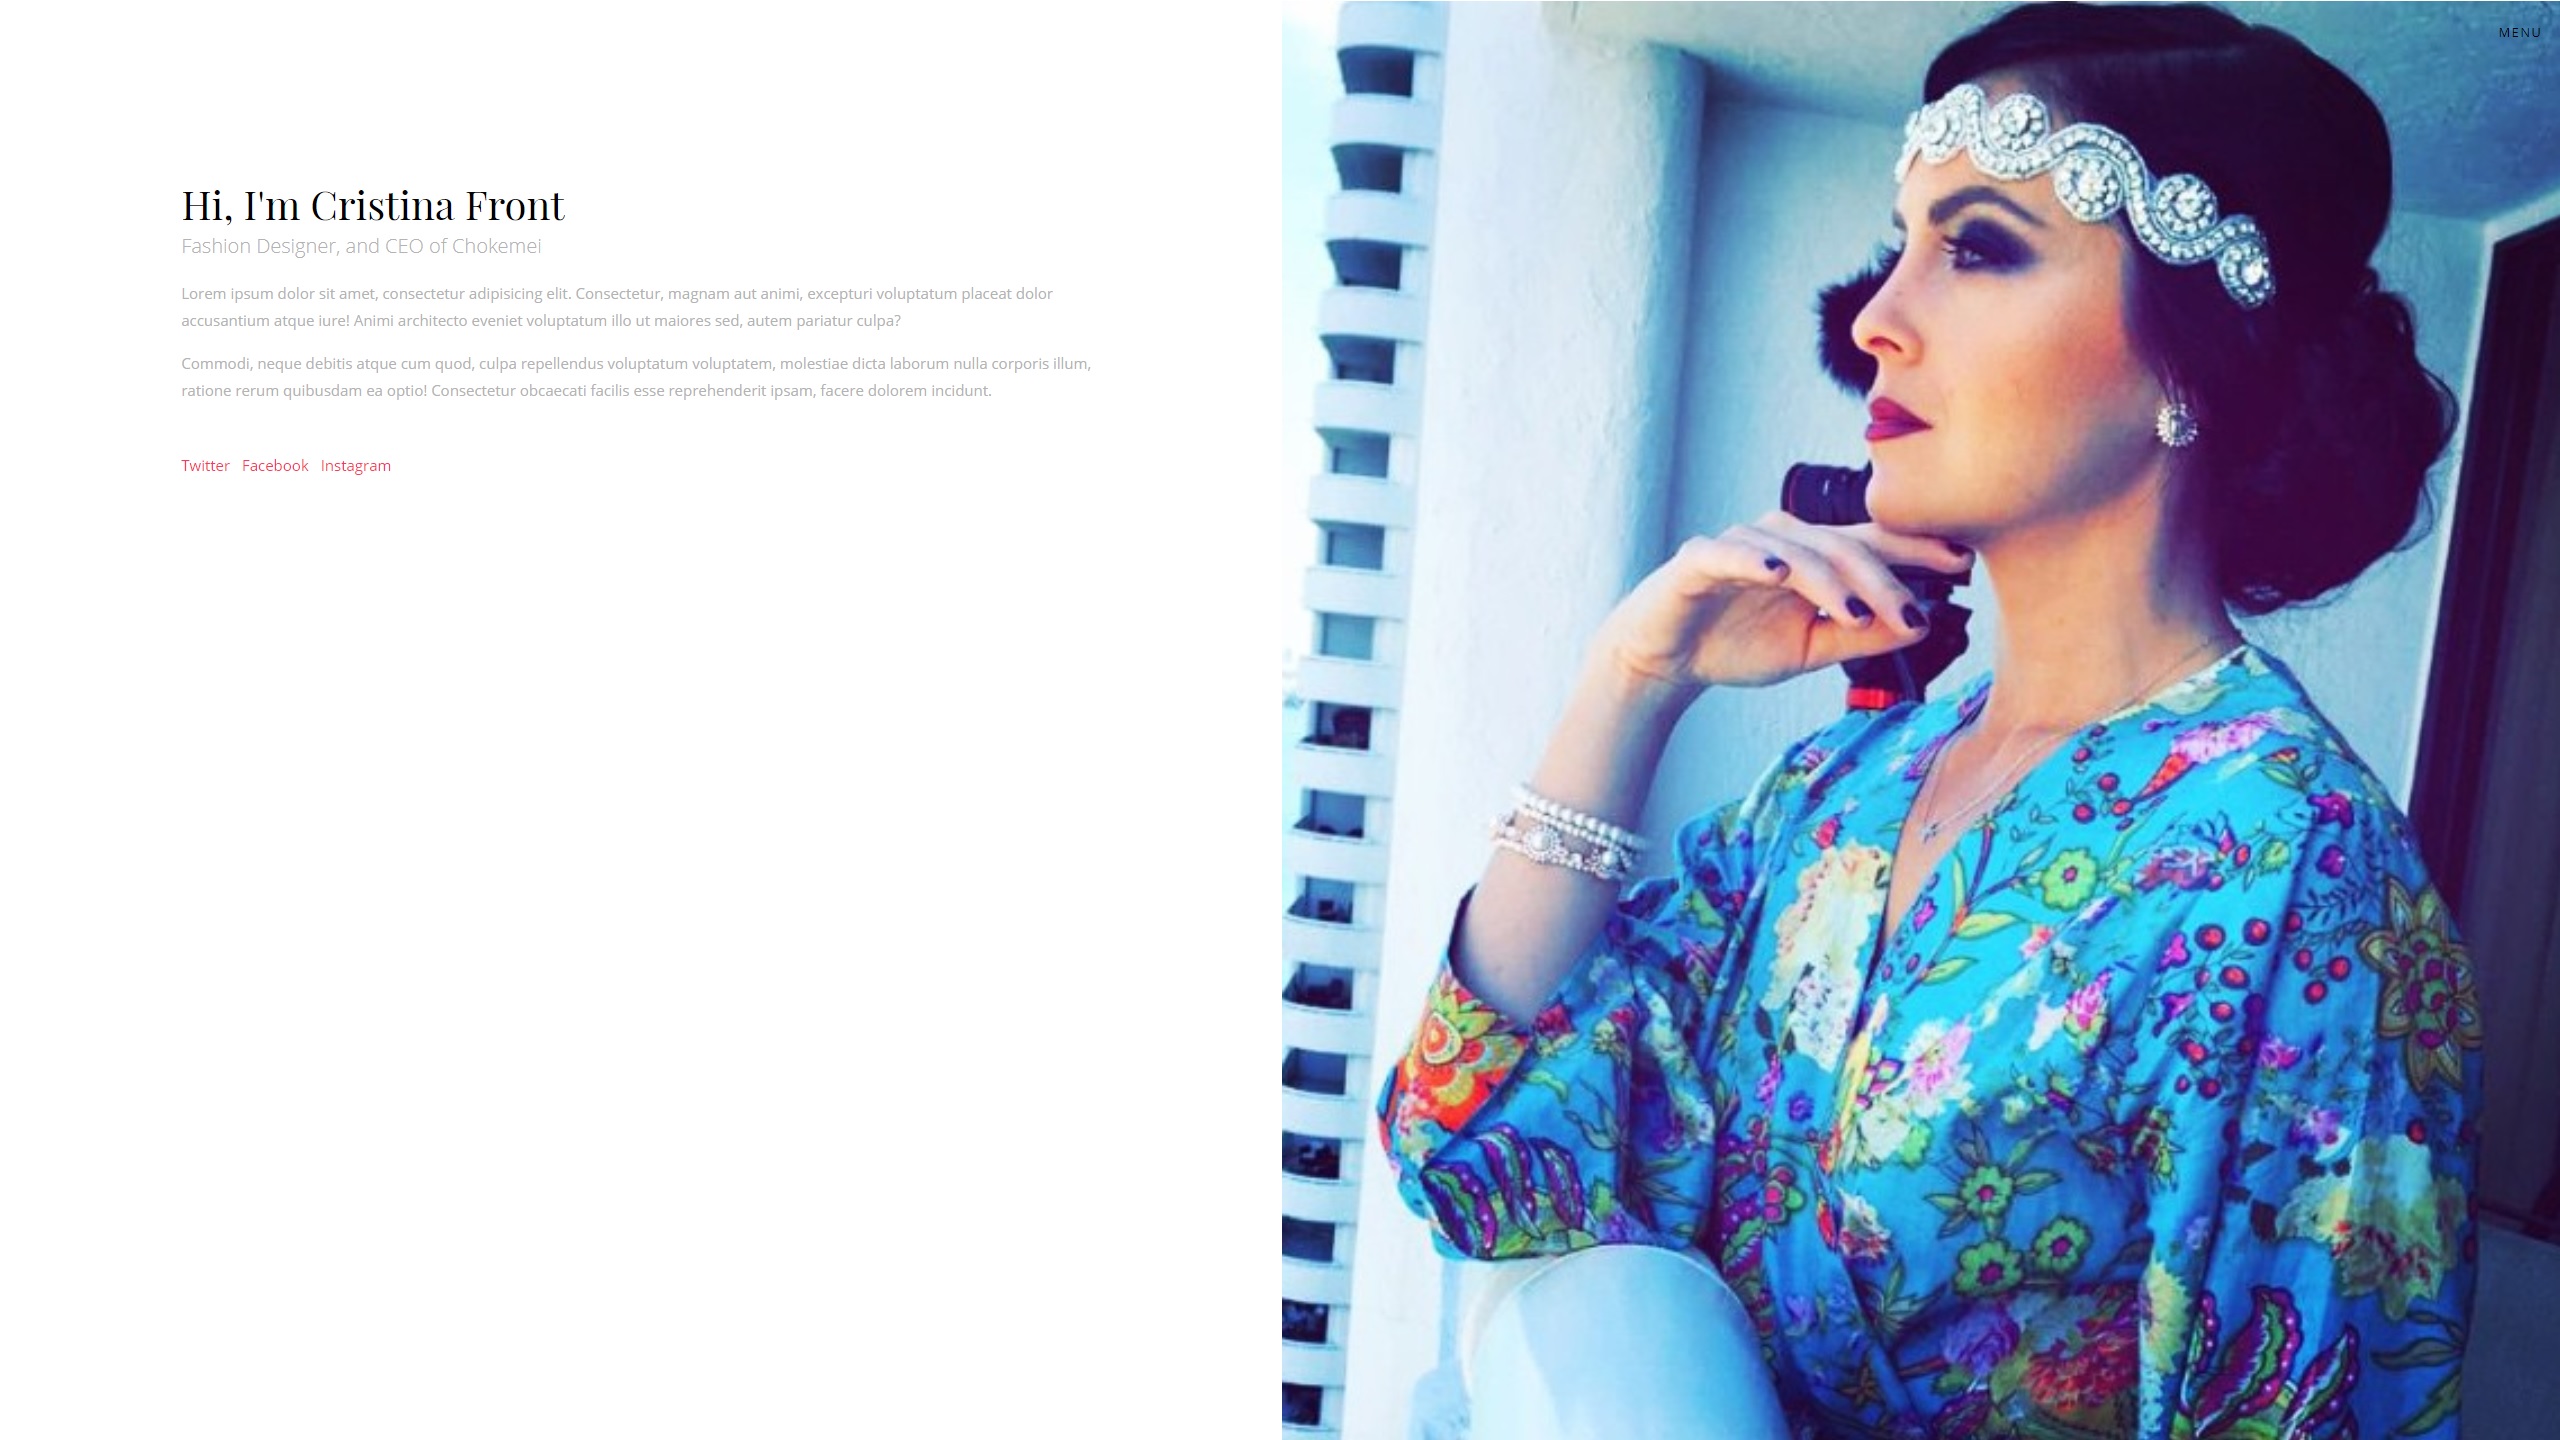 MENU
Hi, I'm Cristina Front
Fashion Designer, and CEO of Chokemei
Lorem ipsum dolor sit amet, consectetur adipisicing elit. Consectetur, magnam aut animi, excepturi voluptatum placeat dolor
accusantium atque iure! Animi architecto eveniet voluptatum illo ut maiores sed, autem pariatur culpa?
Commodi, neque debitis atque cum quod, culpa repellendus voluptatum voluptatem, molestiae dicta laborum nulla corporis illum,
ratione rerum quibusdam ea optio! Consectetur obcaecati facilis esse reprehenderit ipsam, facere dolorem incidunt.
Twitter Facebook Instagram